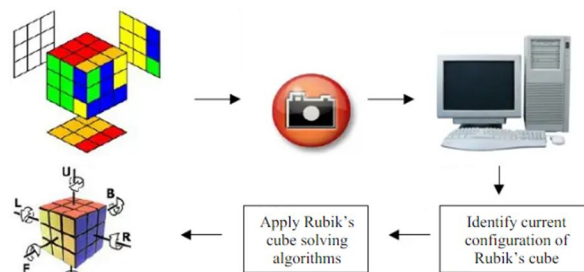 U
L
B
R
F
Apply Rubik's
cube solving
algorithms
Identify current
configuration of
Rubik's cube